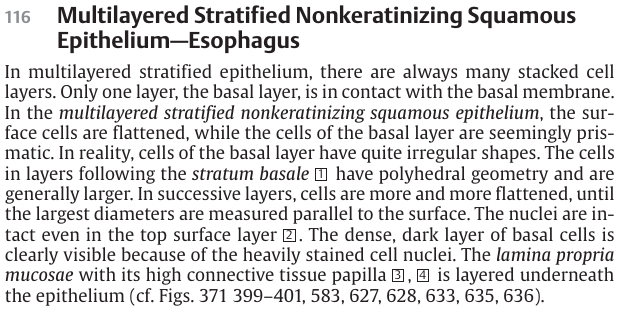 116 Multilayered Stratified Nonkeratinizing Squamous
Epithelium—Esophagus
In multilayered stratified epithelium, there are always many stacked cell
layers. Only one layer, the basal layer, is in contact with the basal membrane.
In the multilayered stratified nonkeratinizing squamous epithelium, the sur-
face cells are flattened, while the cells of the basal layer are seemingly pris-
matic. In reality, cells of the basal layer have quite irregular shapes. The cells
in layers following the stratum basale 1 have polyhedral geometry and are
generally larger. In successive layers, cells are more and more flattened, until
the largest diameters are measured parallel to the surface. The nuclei are in-
tact even in the top surface layer 2. The dense, dark layer of basal cells is
clearly visible because of the heavily stained cell nuclei. The lamina propria
mucosae with its high connective tissue papilla 3, 4 is layered underneath
the epithelium (cf. Figs. 371 399–401, 583, 627, 628, 633, 635, 636).